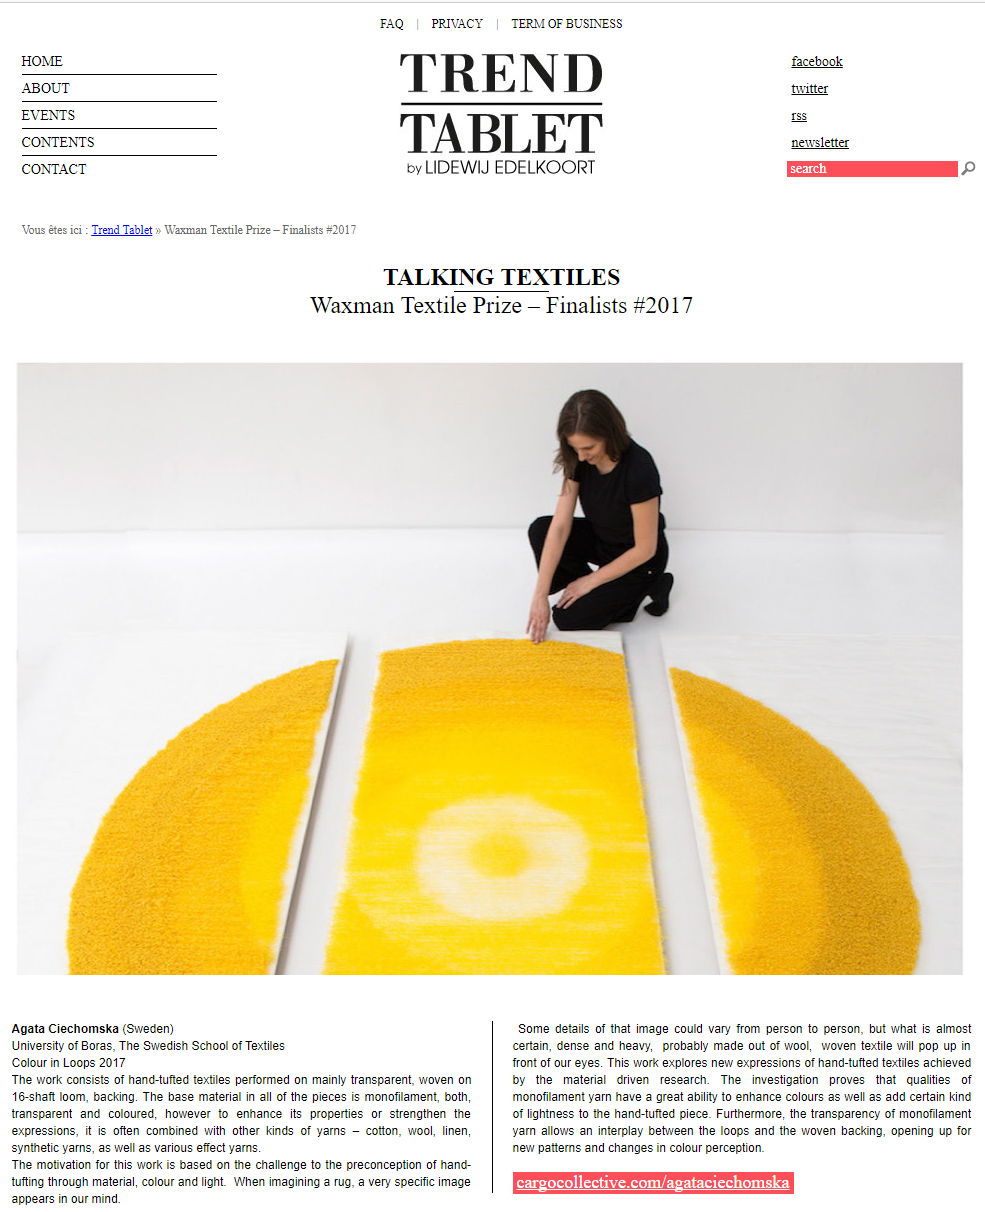 FAQ | PRIVACY | TERM OF BUSINESS
HOME
ABOUT
EVENTS
CONTENTS
CONTACT
TREND
TABLET
by LIDEWIJ EDELKOORT
facebook
twitter
rss
newsletter
search
Vous êtes ici : Trend Tablet » Waxman Textile Prize – Finalists #2017
TALKING TEXTILES
Waxman Textile Prize – Finalists #2017
Agata Ciechomska (Sweden)
University of Boras, The Swedish School of Textiles
Colour in Loops 2017
The work consists of hand-tufted textiles performed on mainly transparent, woven on
16-shaft loom, backing. The base material in all of the pieces is monofilament, both,
transparent and coloured, however to enhance its properties or strengthen the
expressions, it is often combined with other kinds of yarns – cotton, wool, linen,
synthetic yarns, as well as various effect yarns.
The motivation for this work is based on the challenge to the preconception of hand-
tufting through material, colour and light. When imagining a rug, a very specific image
appears in our mind.
Some details of that image could vary from person to person, but what is almost
certain, dense and heavy, probably made out of wool, woven textile will pop up in
front of our eyes. This work explores new expressions of hand-tufted textiles achieved
by the material driven research. The investigation proves that qualities of
monofilament yarn have a great ability to enhance colours as well as add certain kind
of lightness to the hand-tufted piece. Furthermore, the transparency of monofilament
yarn allows an interplay between the loops and the woven backing, opening up for
new patterns and changes in colour perception.
cargocollective.com/agataciechomska